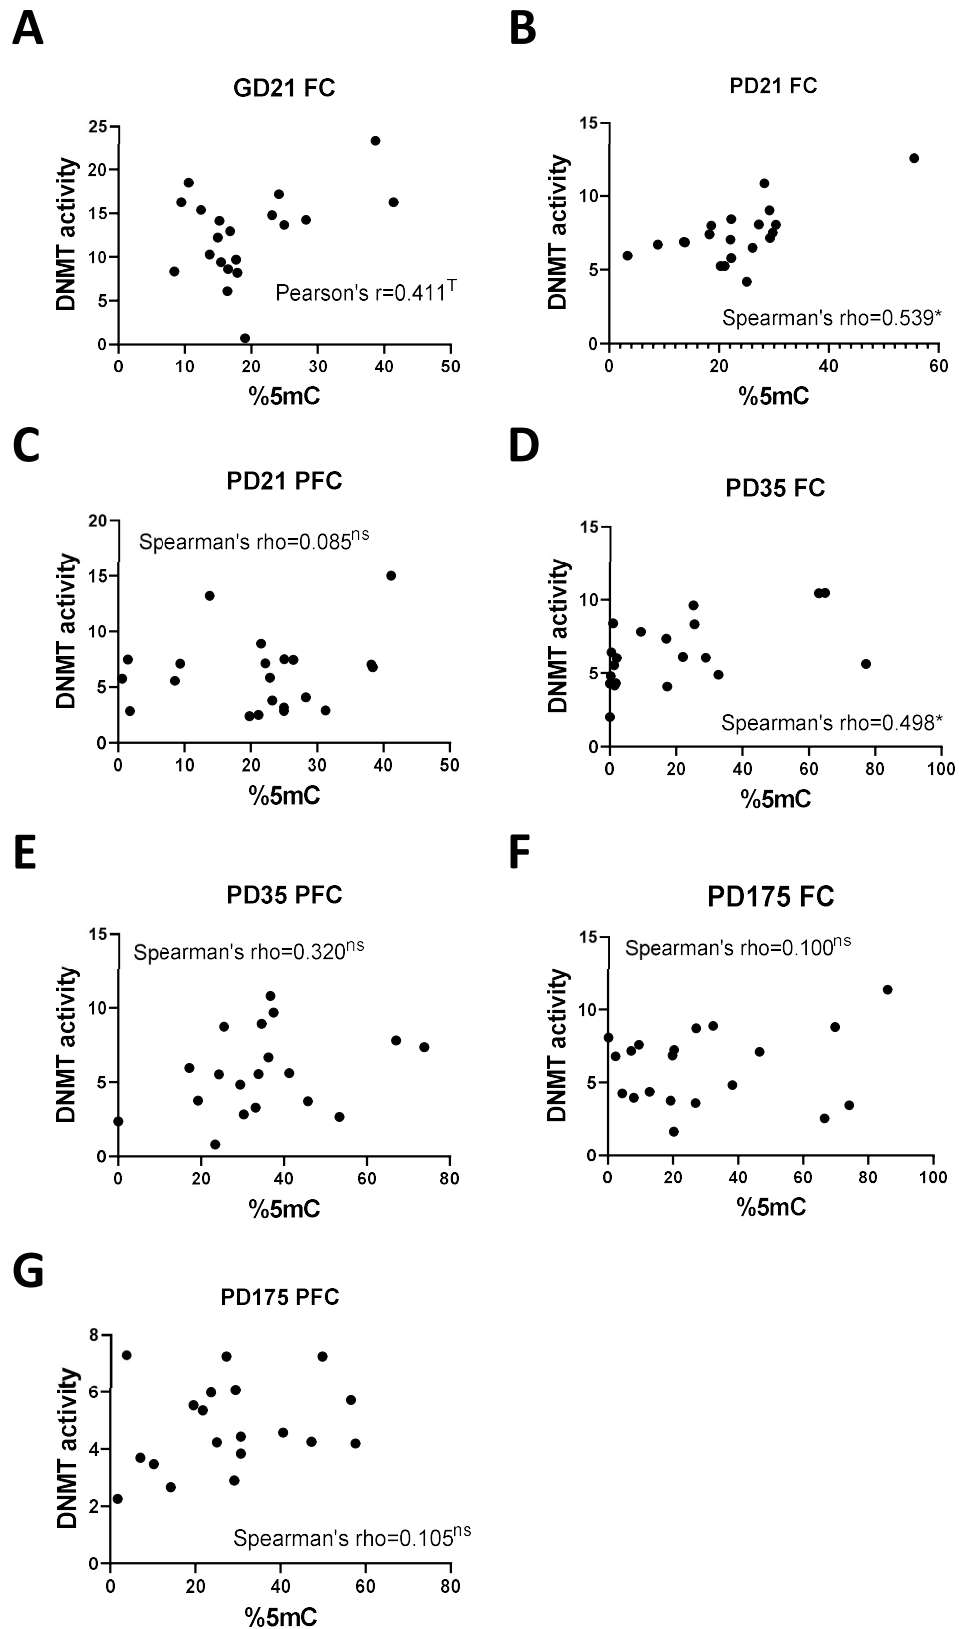 A
GD21 FC
DNMT activity
25
20
15
10
5
0
Pearson's r=0.411T
0 10 20 30 40 50
%5mC
B
PD21 FC
DNMT activity
15
10
5
0
Spearman's rho=0.539*
0 20 40 60
%5mC
C
PD21 PFC
DNMT activity
20
15
10
5
0
Spearman's rho=0.085ns
0 10 20 30 40 50
%5mC
D
PD35 FC
DNMT activity
15
10
5
0
Spearman's rho=0.498*
0 20 40 60 80 100
%5mC
E
PD35 PFC
DNMT activity
15
10
5
0
Spearman's rho=0.320ns
0 20 40 60 80
%5mC
F
PD175 FC
DNMT activity
15
10
5
0
Spearman's rho=0.100ns
0 20 40 60 80 100
%5mC
G
PD175 PFC
DNMT activity
8
6
4
2
0
Spearman's rho=0.105ns
0 20 40 60 80
%5mC